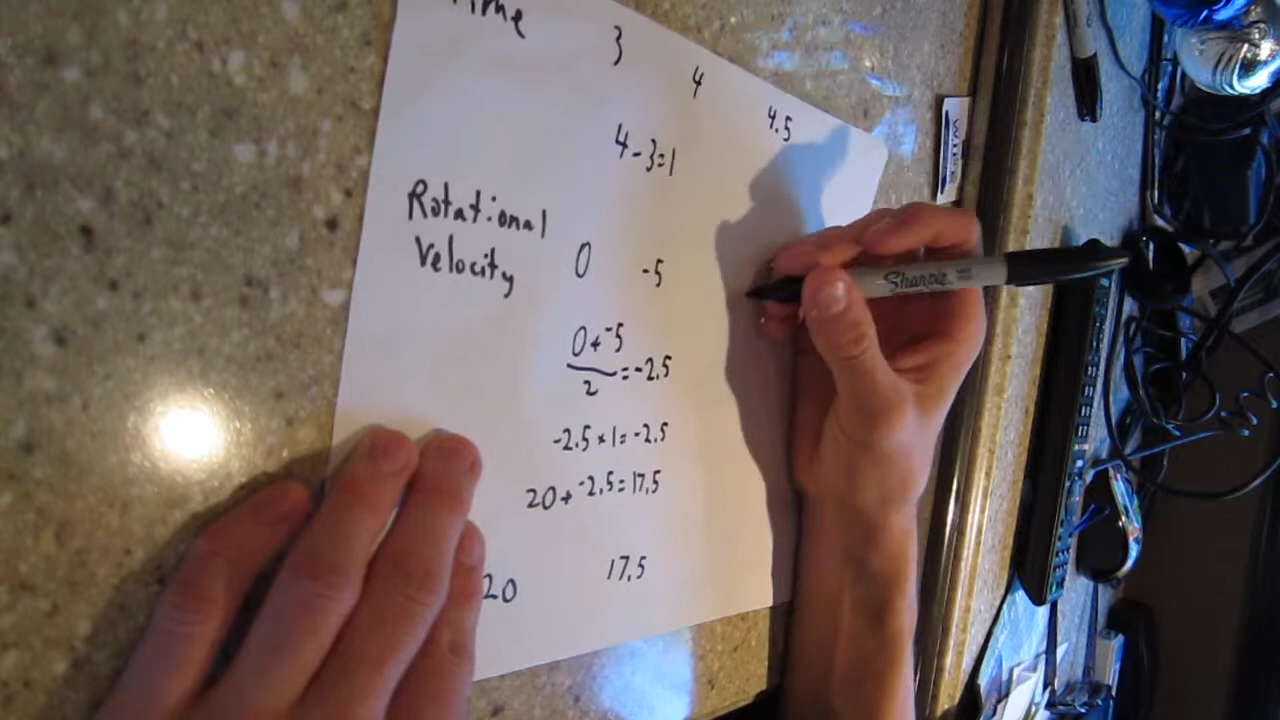 Time 3 4 4.5
4-3=1
Rotational
Velocity 0 -5
0+-5
2
=-2.5
-2.5×1=-2.5
20+-2.5=17.5
20 17.5
Sharpie